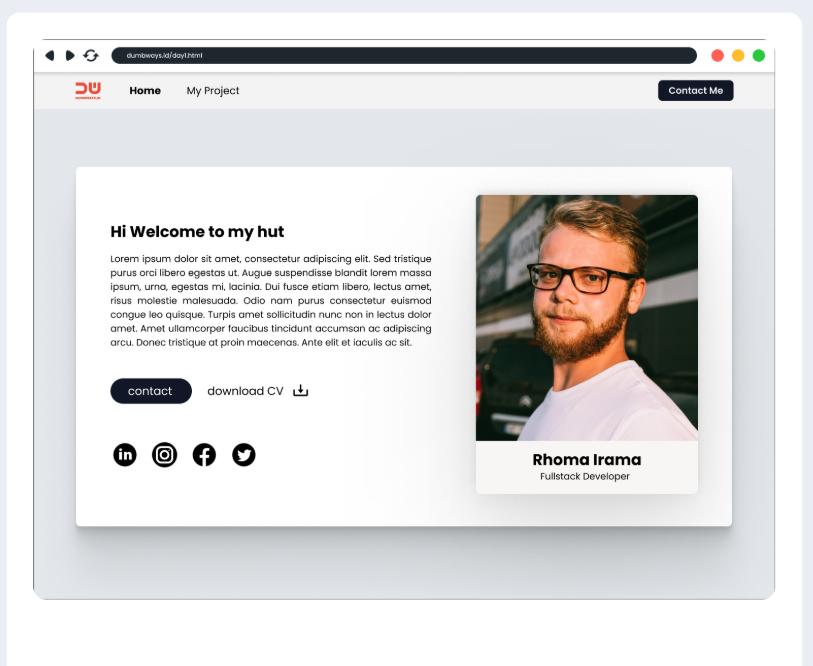 dumbways.id/day1.html
DW
Home
My Project
Contact Me
Hi Welcome to my hut
Lorem ipsum dolor sit amet, consectetur adipiscing elit. Sed tristique
purus orci libero egestas ut. Augue suspendisse blandit lorem massa
ipsum, urna, egestas mi, lacinia. Dui fusce etiam libero, lectus amet,
risus molestie malesuada. Odio nam purus consectetur euismod
congue leo quisque. Turpis amet sollicitudin nunc non in lectus dolor
amet. Amet ullamcorper faucibus tincidunt accumsan ac adipiscing
arcu. Donec tristique at proin maecenas. Ante elit et iaculis ac sit.
contact
download CV
in
Rhoma Irama
Fullstack Developer